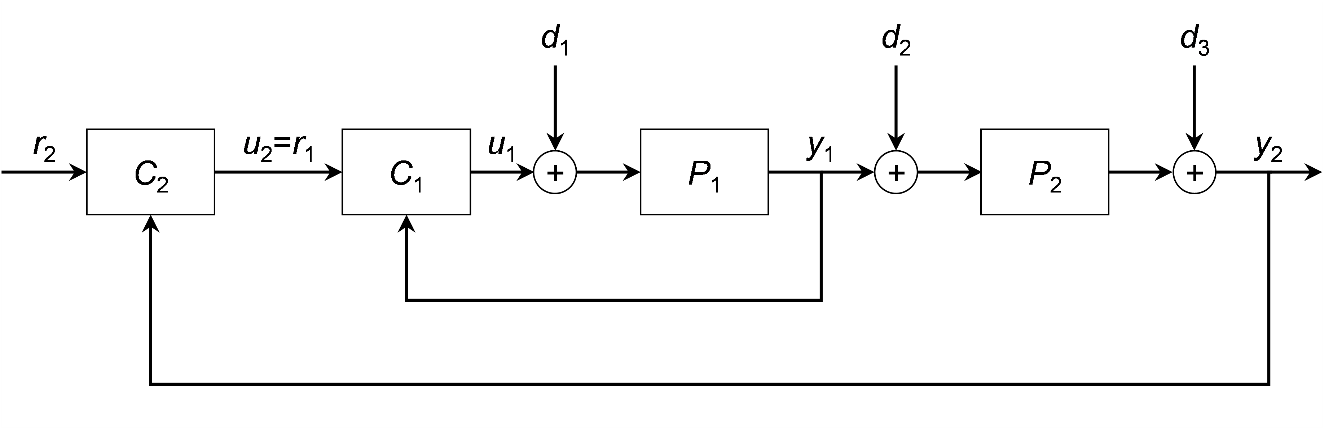 d₁ d₂ d₃
r₂ C₂ u₂=r₁ C₁ u₁ + P₁ y₁ + P₂ + y₂